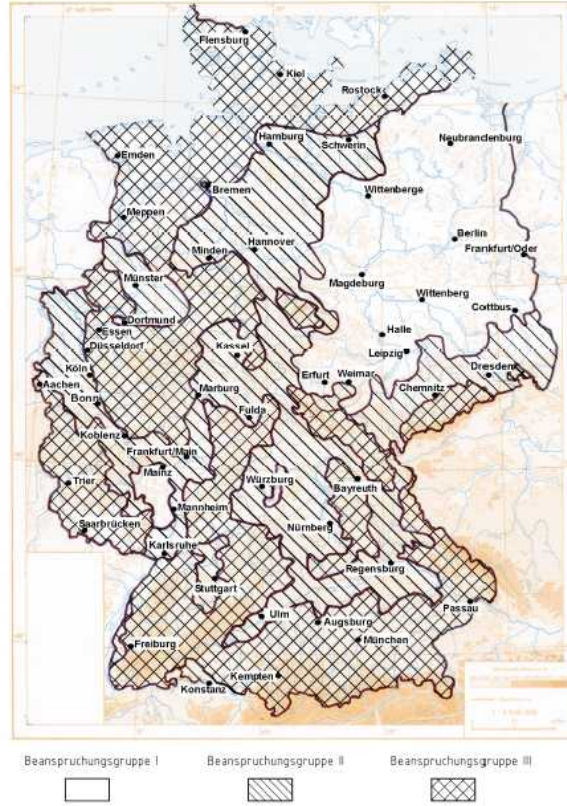 Flensburg
Kiel
Rostock
Hamburg
Schwerin
Neubrandenburg
Emden
Bremen
Wittenberge
Meppen
Berlin
Minden
Hannover
Frankfurt/Oder
Münster
Magdeburg
Wittenberg
Cottbus
Dortmund
Essen
Halle
Düsseldorf
Kassel
Leipzig
Köln
Erfurt
Weimar
Dresden
Aachen
Marburg
Chemnitz
Bonn
Fulda
Koblenz
Frankfurt/Main
Mainz
Trier
Würzburg
Bayreuth
Mannheim
Saarbrücken
Nürnberg
Karlsruhe
Regensburg
Stuttgart
Passau
Ulm
Augsburg
München
Freiburg
Kempten
Konstanz
Beanspruchungsgruppe I Beanspruchungsgruppe II Beanspruchungsgruppe III